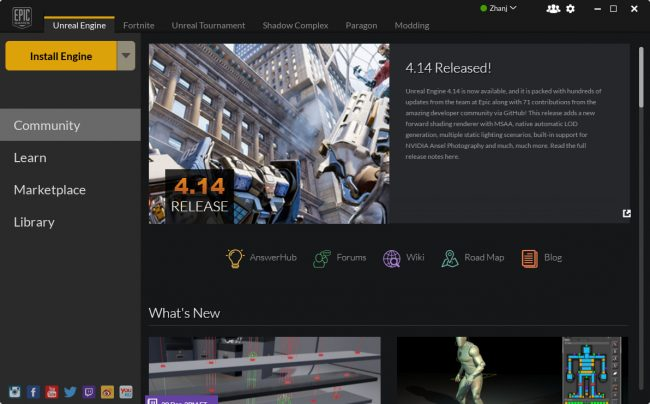 EPIC
GAMES
Unreal Engine
Fortnite
Unreal Tournament
Shadow Complex
Paragon
Modding
Zhanj
Install Engine
Community
Learn
Marketplace
Library
4.14
RELEASE
4.14 Released!
Unreal Engine 4.14 is now available, and it is packed with hundreds of
updates from the team at Epic along with 71 contributions from the
amazing developer community via GitHub! This release adds a new
forward shading renderer with MSAA, native automatic LOD
generation, multiple static lighting scenarios, built-in support for
NVIDIA Ansel Photography and much, much more. Read the full
release notes here.
AnswerHub
Forums
Wiki
Road Map
Blog
What's New